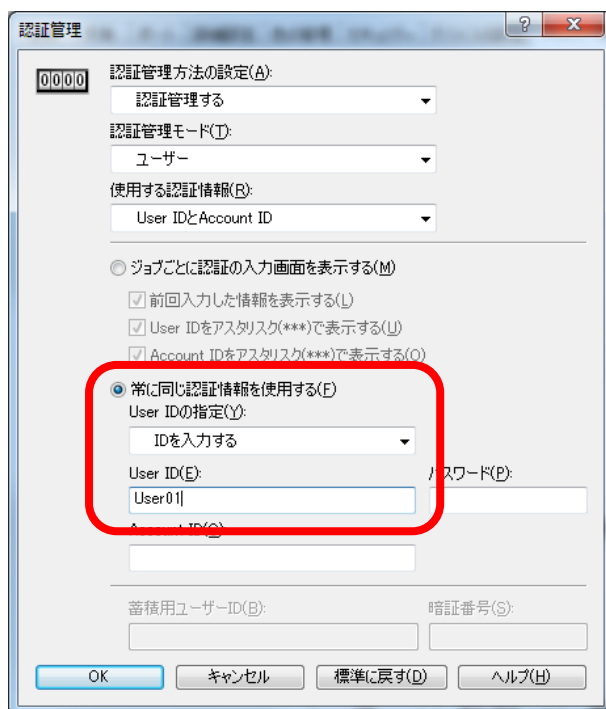 認証管理
0000
認証管理方法の設定(A):
認証管理する
認証管理モード(T):
ユーザー
使用する認証情報(R):
User IDとAccount ID
ジョブごとに認証の入力画面を表示する(M)
前回入力した情報を表示する(L)
User IDをアスタリスク(***)で表示する(U)
Account IDをアスタリスク(***)で表示する(O)
常に同じ認証情報を使用する(F)
User IDの指定(Y):
IDを入力する
User ID(E): パスワード(P):
User01
Account ID(C):
蓄積用ユーザーID(B): 暗証番号(S):
OK キャンセル 標準に戻す(D) ヘルプ(H)